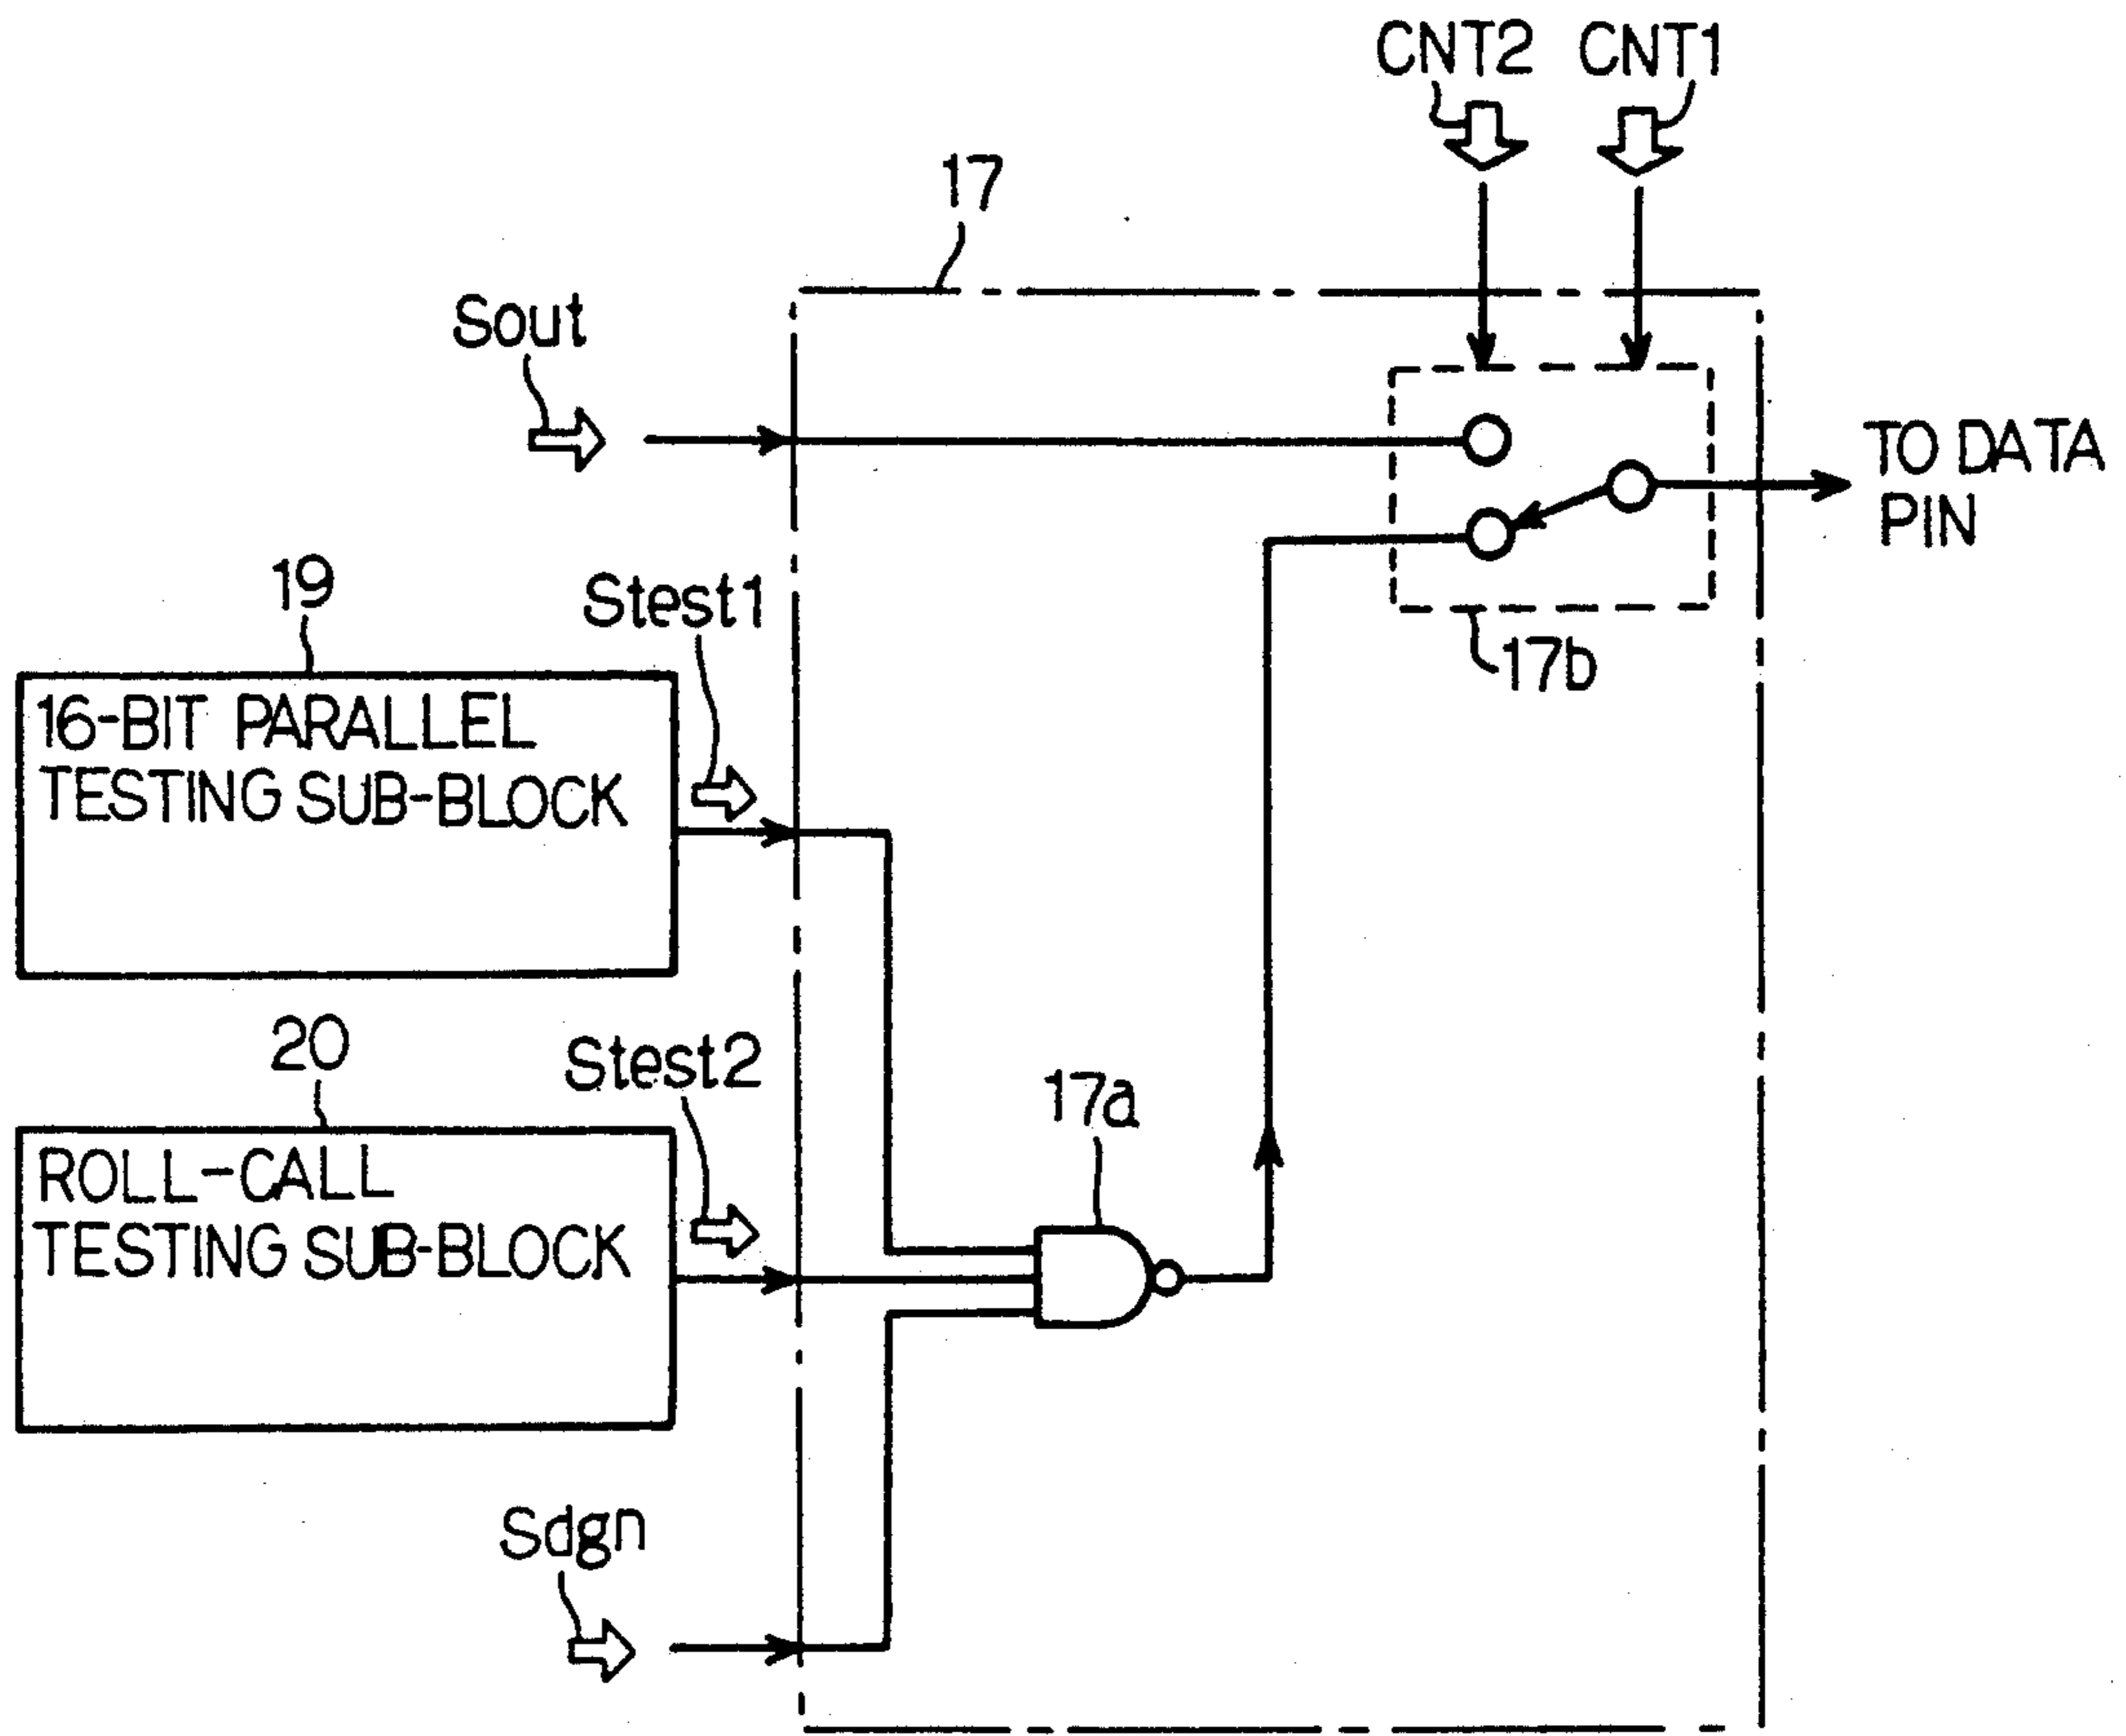 CNT2 CNT1
17
Sout
TO DATA
PIN
19
Stest1
17b
16-BIT PARALLEL
TESTING SUB-BLOCK
20
Stest2
17a
ROLL-CALL
TESTING SUB-BLOCK
Sdgn